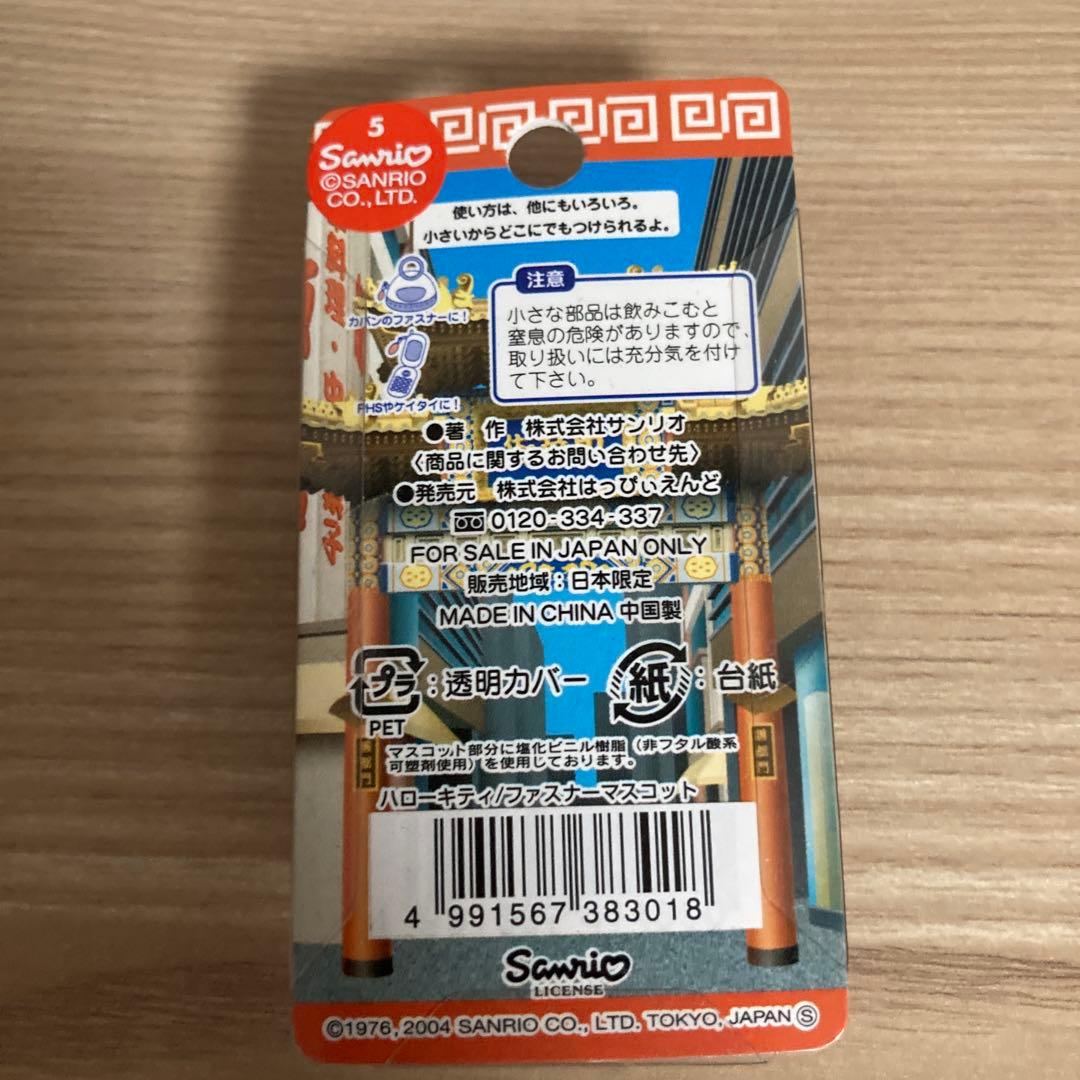 5
Sanrio
©SANRIO
CO., LTD.
使い方は、他にもいろいろ。
小さいからどこにでもつけられるよ。
カバンのファスナーに!
PHSやケイタイに!
注意
小さな部品は飲みこむと
窒息の危険がありますので、
取り扱いには充分気を付け
て下さい。
料理・中
●著 作 株式会社サンリオ
〈商品に関するお問い合わせ先〉
●発売元 株式会社はっぴぃえんど
0120-334-337
FOR SALE IN JAPAN ONLY
販売地域:日本限定
MADE IN CHINA 中国製
プラ:透明カバー
PET
紙:台紙
マスコット部分に塩化ビニル樹脂(非フタル酸系
可塑剤使用)を使用しております。
ハローキティ/ファスナーマスコット
4 991567 383018
Sanrio
LICENSE
©1976, 2004 SANRIO CO., LTD. TOKYO, JAPAN Ⓢ